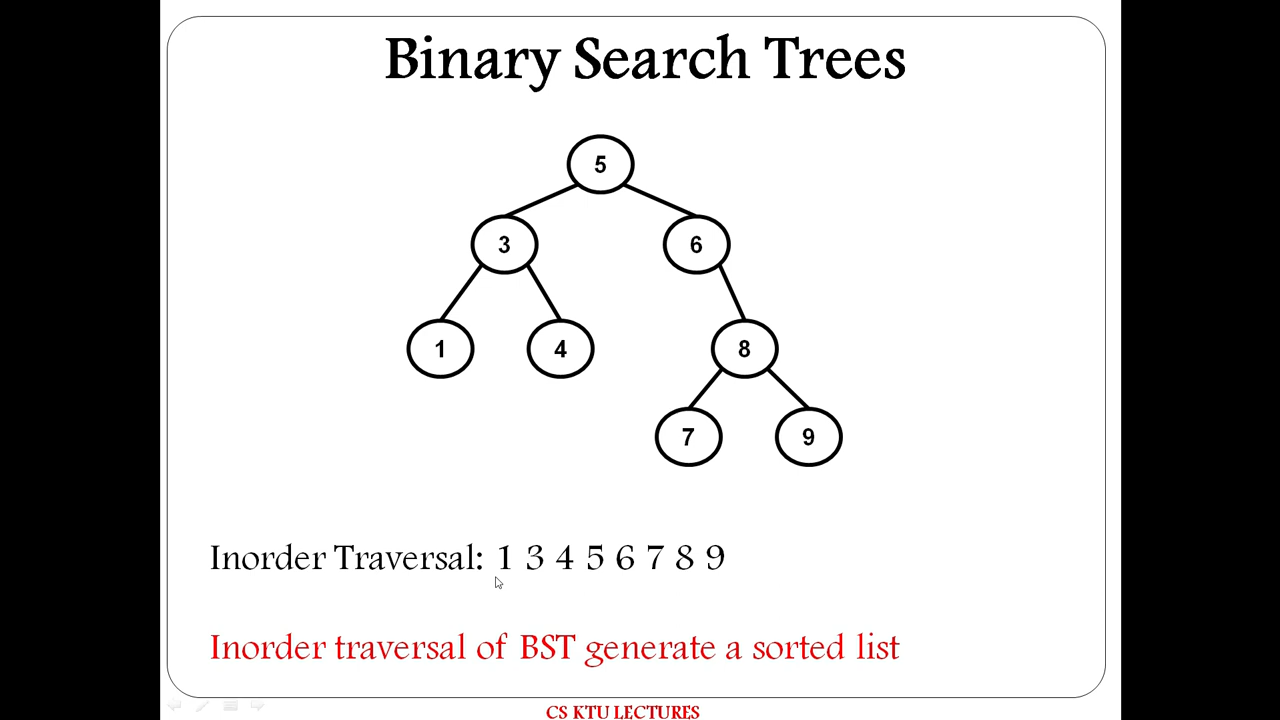 Binary Search Trees
5
3 6
1 4 8
7 9
Inorder Traversal: 1 3 4 5 6 7 8 9
Inorder traversal of BST generate a sorted list
CS KTU LECTURES